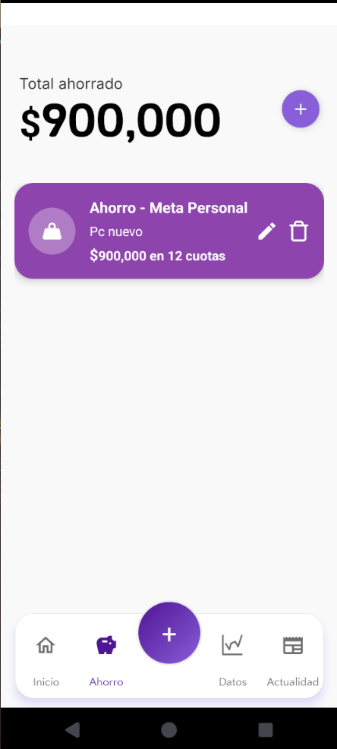 Total ahorrado
$900,000
Ahorro - Meta Personal
Pc nuevo
$900,000 en 12 cuotas
Inicio
Ahorro
Datos
Actualidad